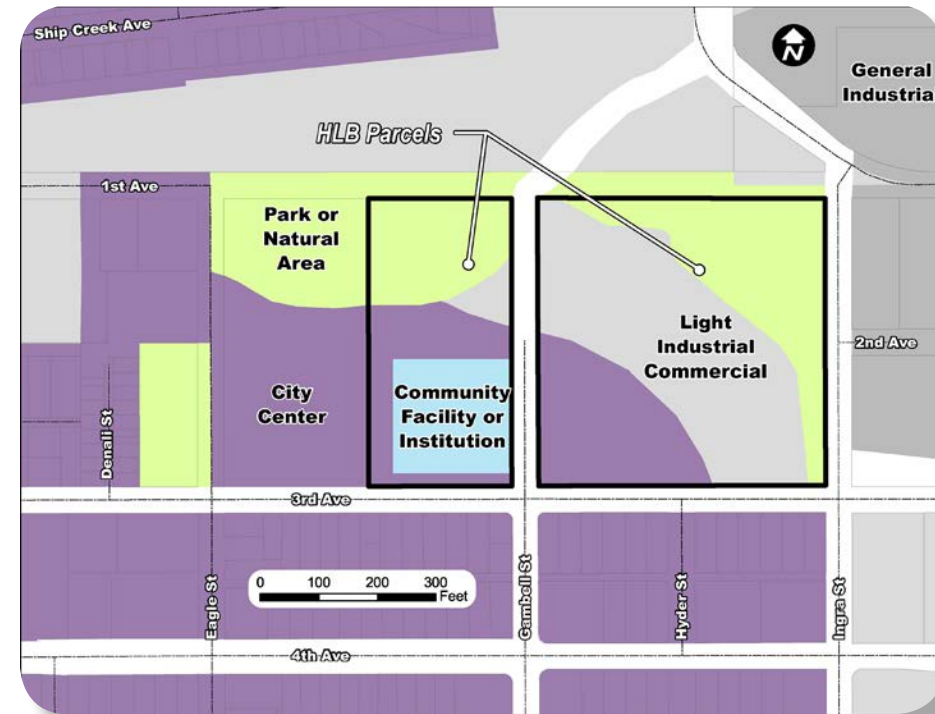 Ship Creek Ave
N
General
Industrial
HLB Parcels
1st Ave
Park or
Natural
Area
Light
Industrial
Commercial
2nd Ave
City
Center
Community
Facility or
Institution
Denali St
3rd Ave
Eagle St
0 100 200 300
Feet
Gambell St
Hyder St
Ingra St
4th Ave